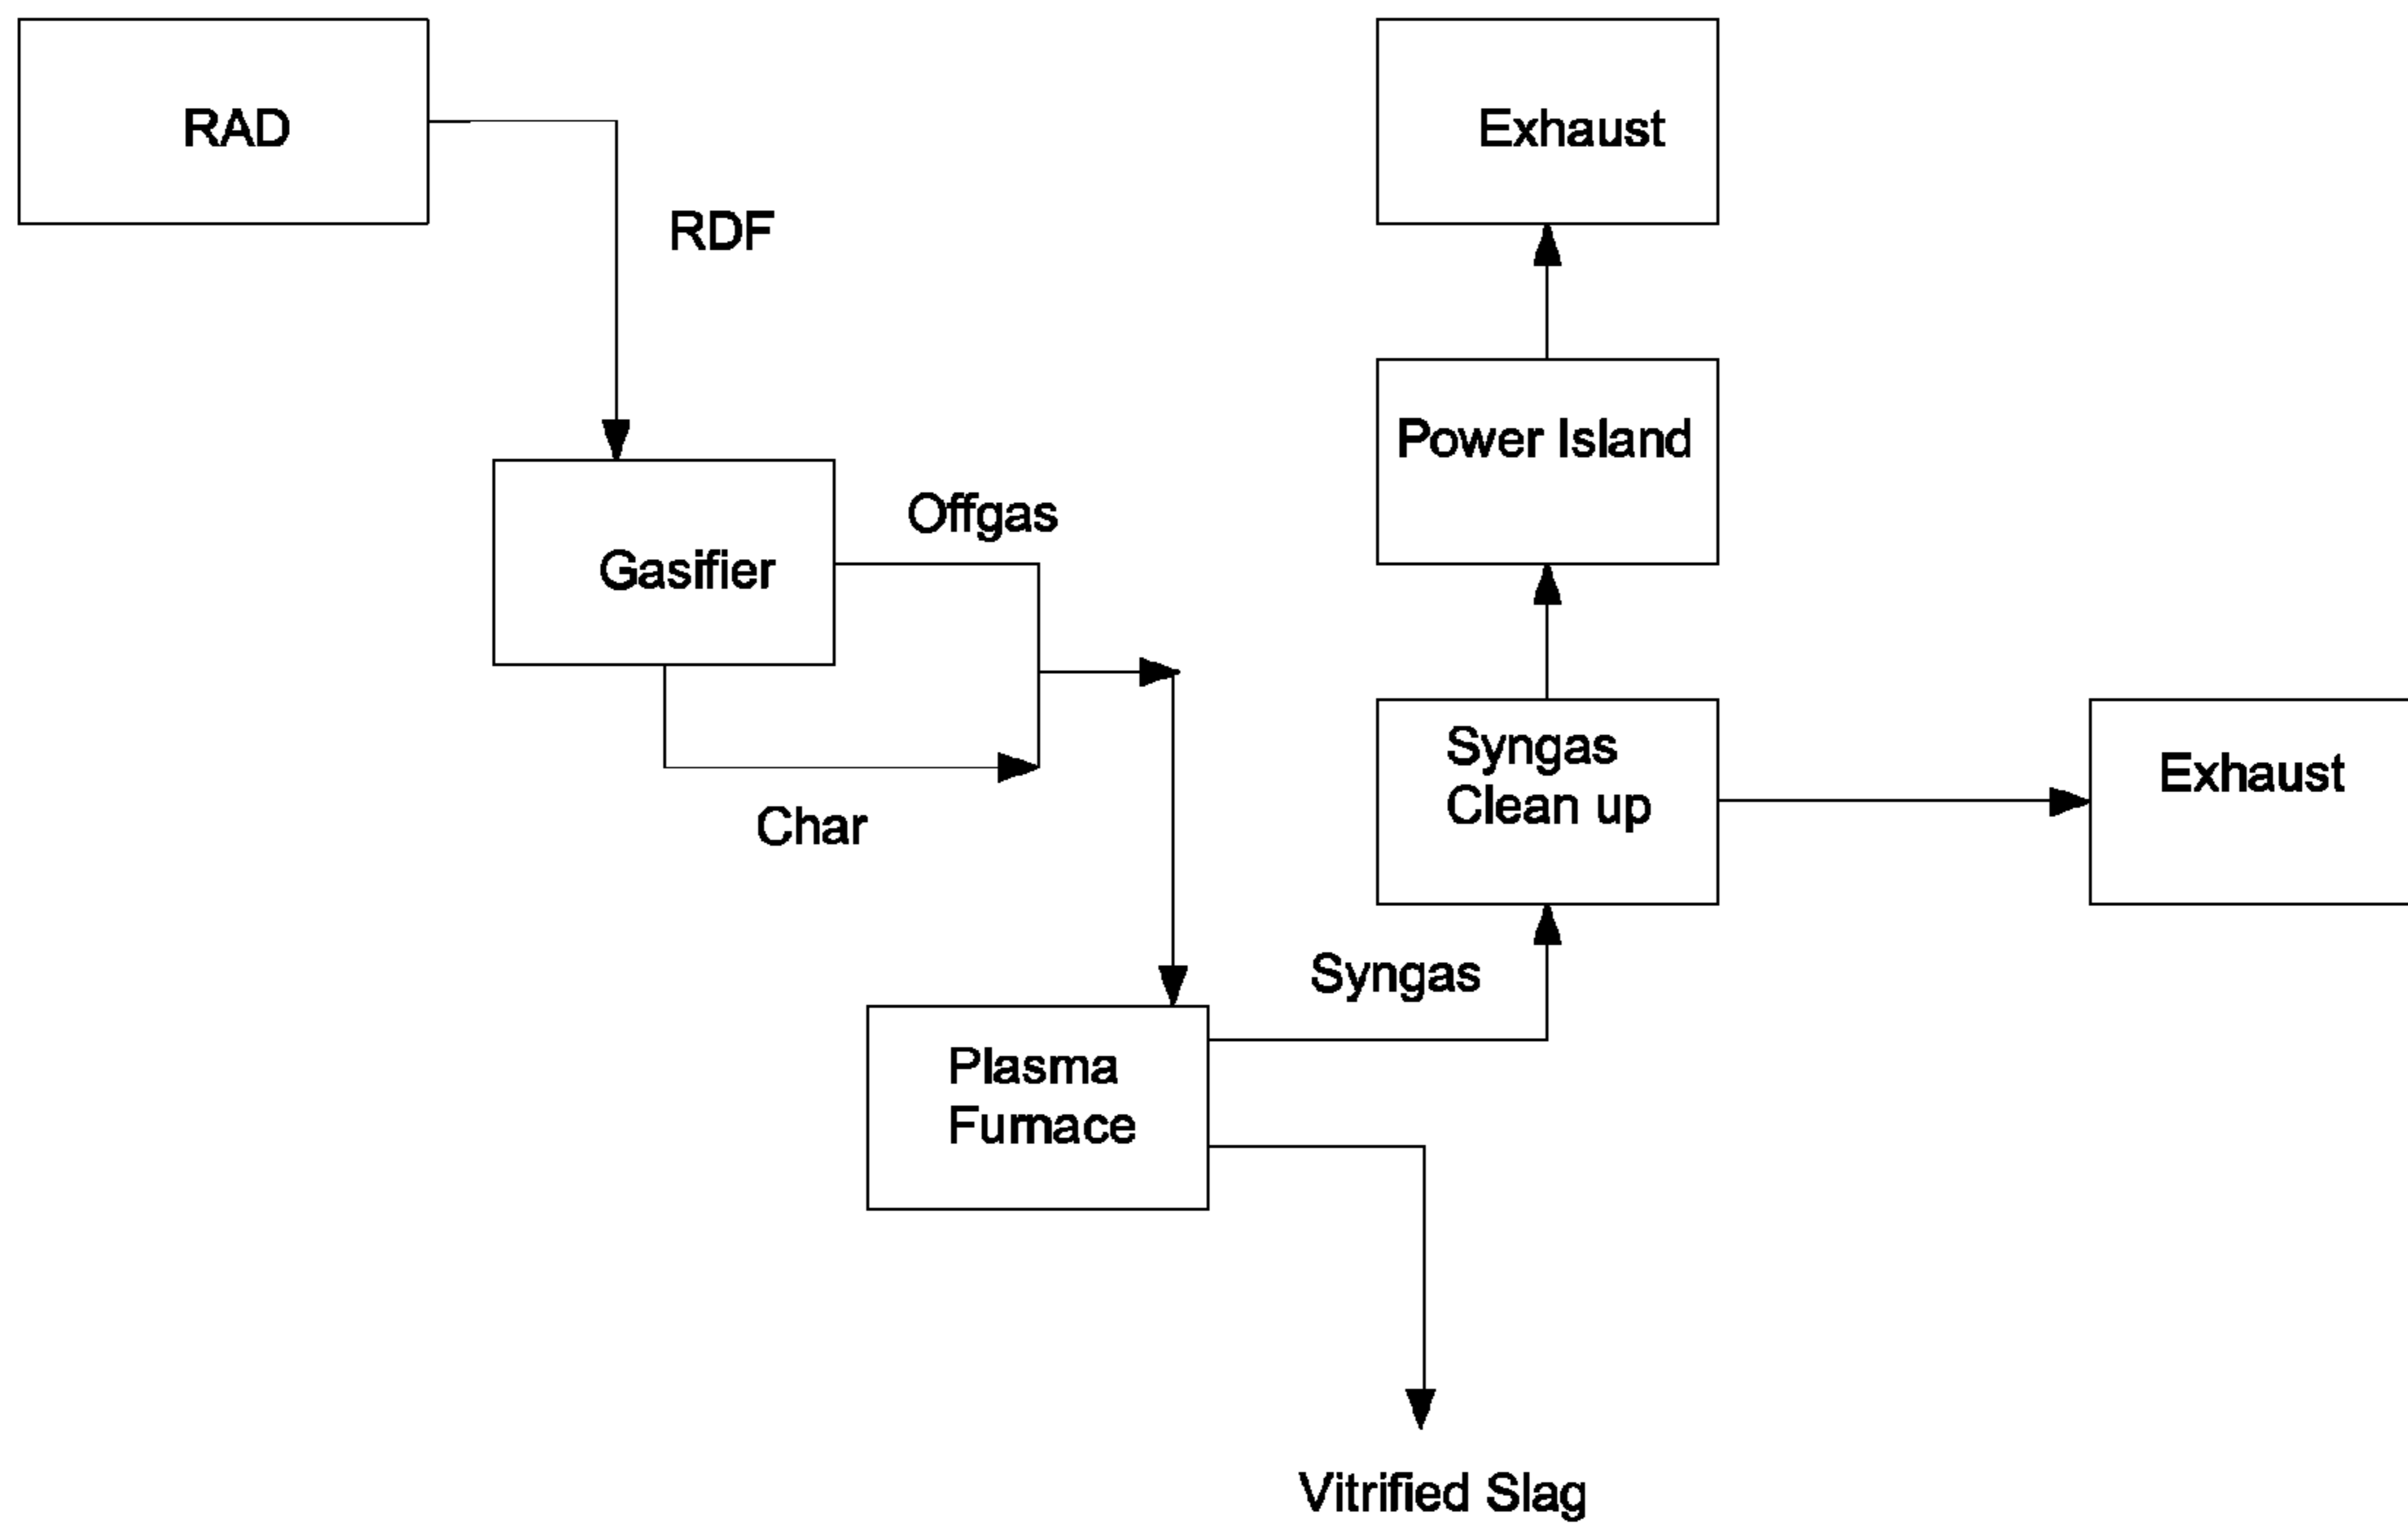 RAD
Exhaust
RDF
Power Island
Offgas
Gasifier
Syngas
Clean up
Exhaust
Char
Syngas
Plasma
Furnace
Vitrified Slag